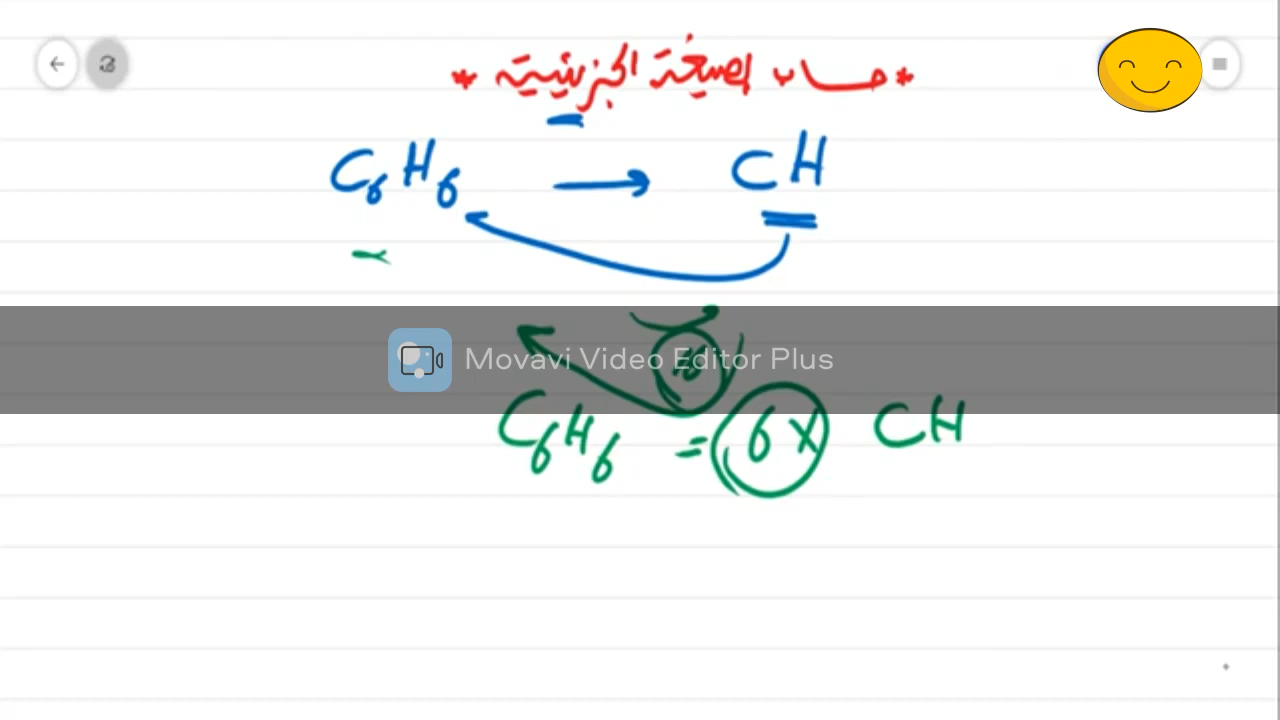 * حساب الصيغة الجزيئية *
C₆H₆ → CH
Movavi Video Editor Plus
C₆H₆ = 6 x CH